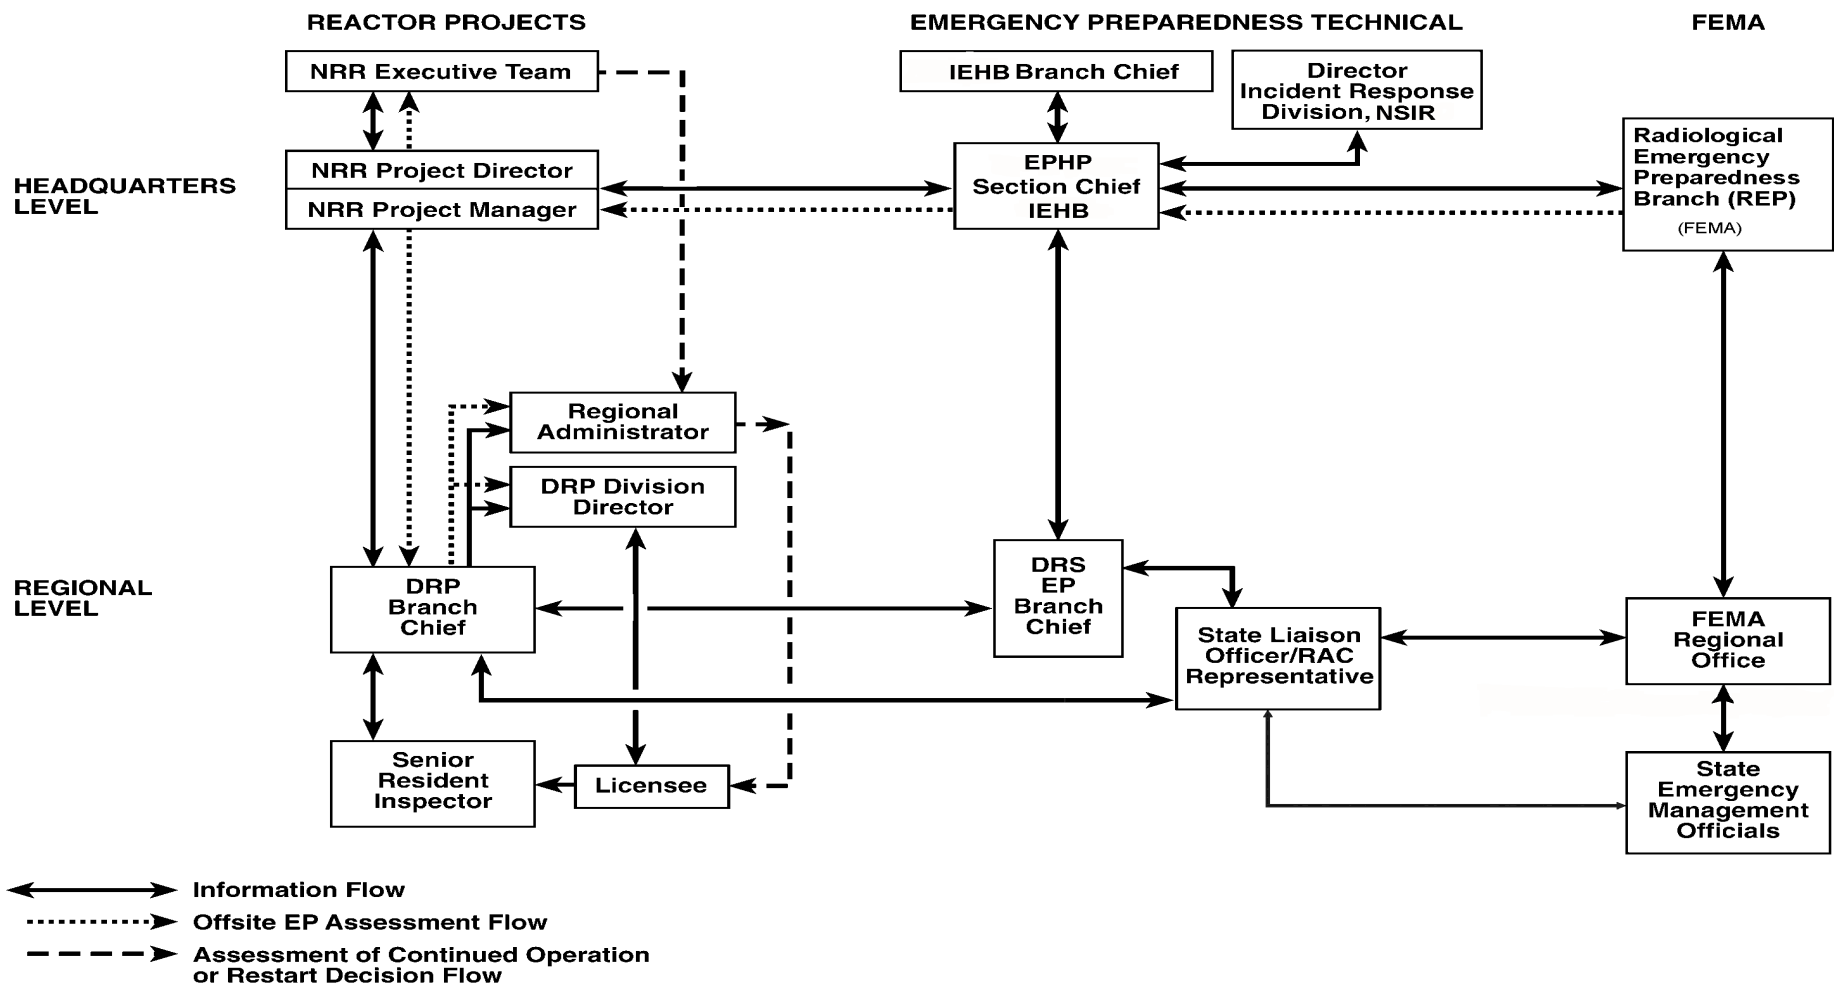 REACTOR PROJECTS
EMERGENCY PREPAREDNESS TECHNICAL
FEMA
NRR Executive Team
IEHB Branch Chief
Director
Incident Response
Division, NSIR
HEADQUARTERS
LEVEL
NRR Project Director
NRR Project Manager
EPHP
Section Chief
IEHB
Radiological
Emergency
Preparedness
Branch (REP)
(FEMA)
Regional
Administrator
DRP Division
Director
REGIONAL
LEVEL
DRP
Branch
Chief
DRS
EP
Branch
Chief
State Liaison
Officer/RAC
Representative
FEMA
Regional
Office
Senior
Resident
Inspector
Licensee
State
Emergency
Management
Officials
Information Flow
Offsite EP Assessment Flow
Assessment of Continued Operation
or Restart Decision Flow